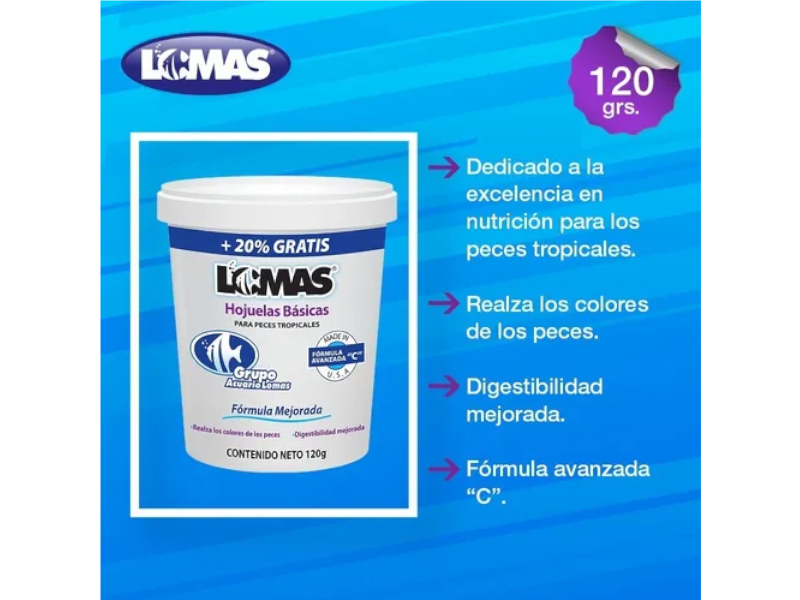 LOMAS®
120
grs.
Dedicado a la
excelencia en
nutrición para los
peces tropicales.
Realza los colores
de los peces.
Digestibilidad
mejorada.
Fórmula avanzada
“C”.
+ 20% GRATIS
LOMAS®
Hojuelas Básicas
PARA PECES TROPICALES
Grupo
Acuario Lomas
MADE IN
FÓRMULA
AVANZADA "C"
U.S.A
Fórmula Mejorada
·Realza los colores de los peces ·Digestibilidad mejorada
CONTENIDO NETO 120g